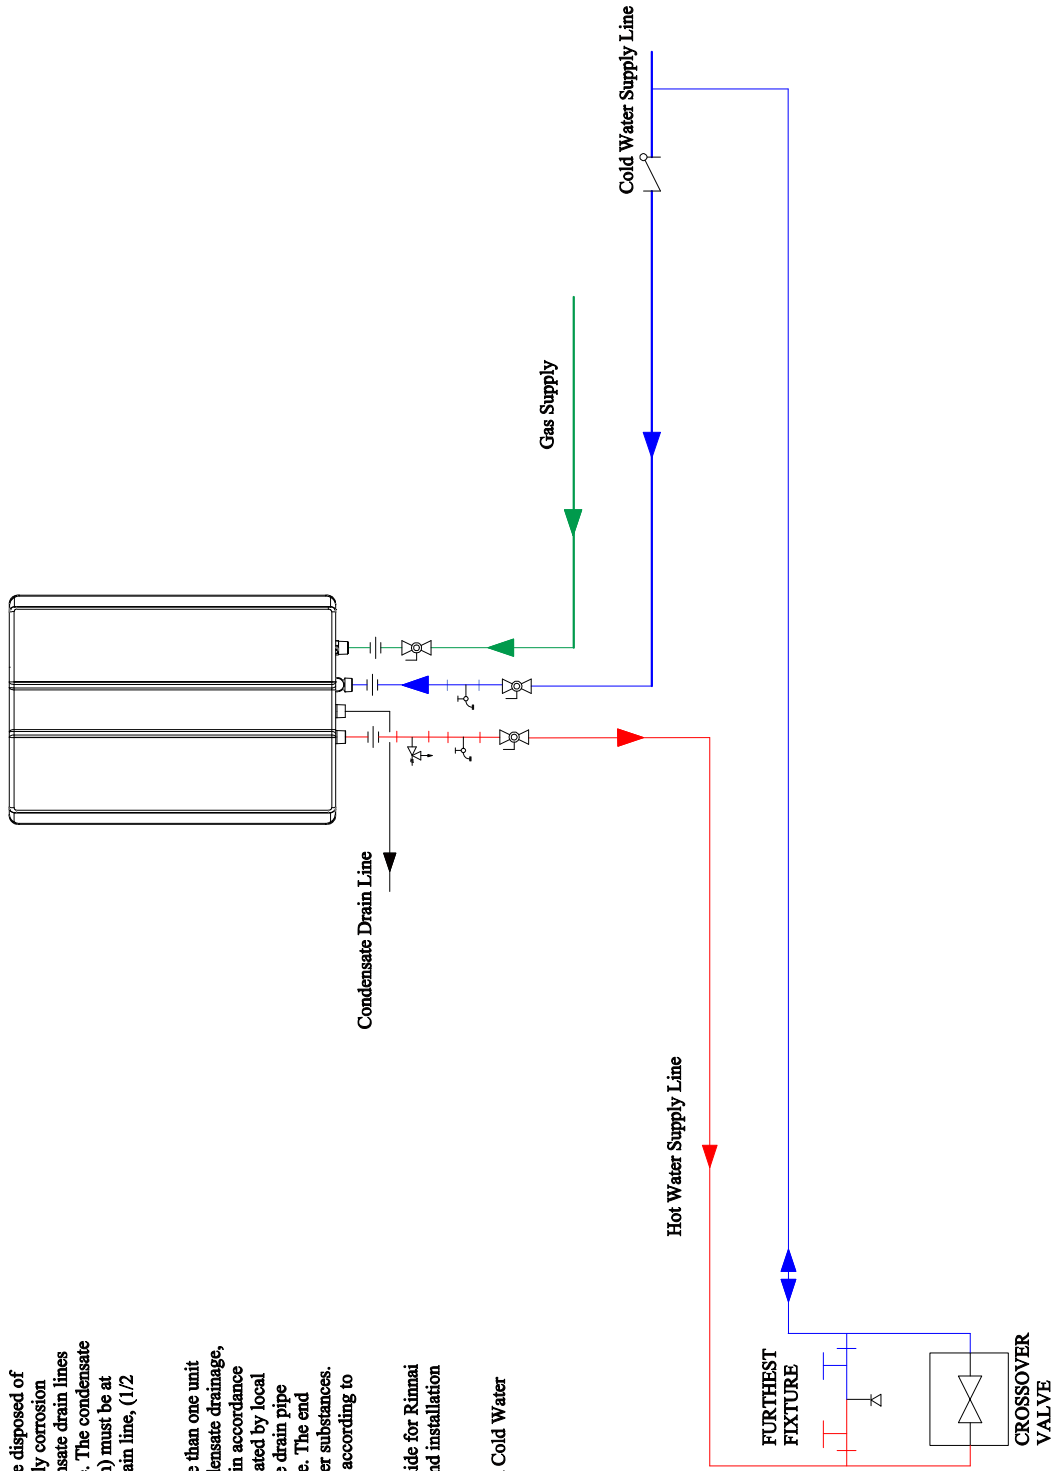 e disposed of
ly corrosion
nsate drain lines
. The condensate
n) must be at
ain line, (1/2
e than one unit
densate drainage,
in accordance
ated by local
e drain pipe
e. The end
er substances.
according to
ide for Rinnai
nd installation
Cold Water
Condensate Drain Line
Gas Supply
Cold Water Supply Line
Hot Water Supply Line
FURTHEST
FIXTURE
CROSSOVER
VALVE